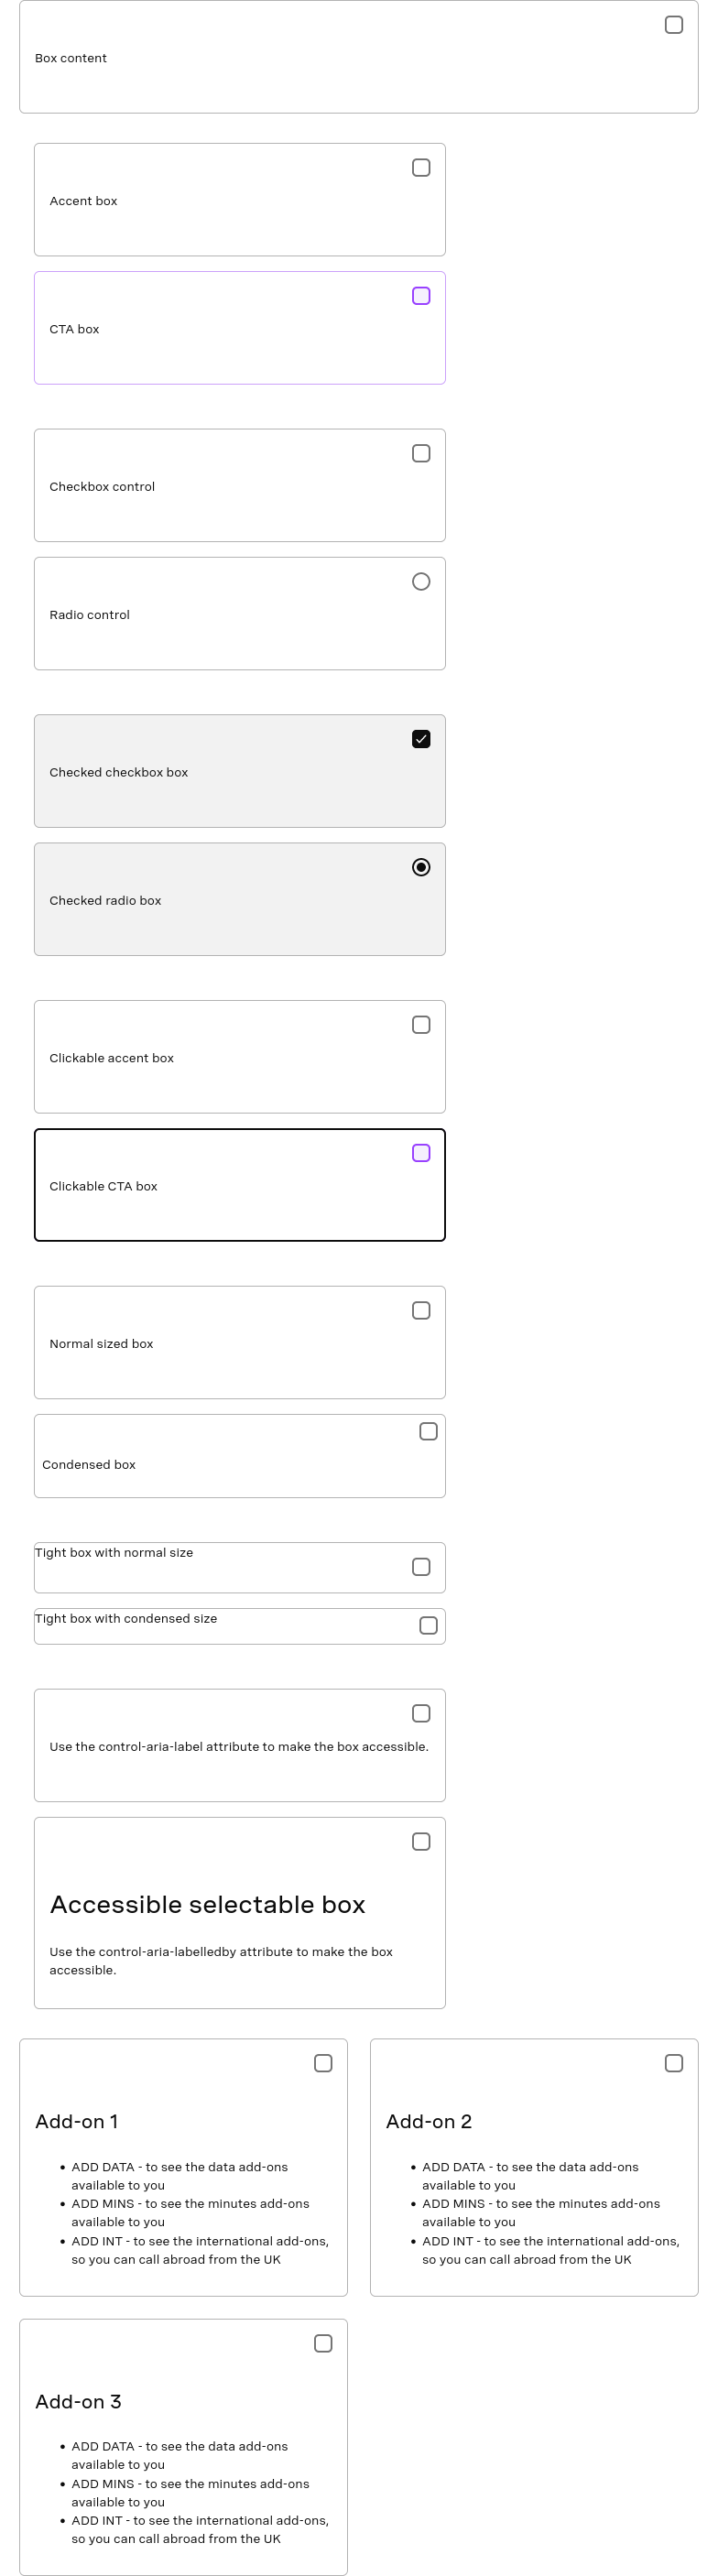 Box content
Accent box
CTA box
Checkbox control
Radio control
Checked checkbox box
Checked radio box
Clickable accent box
Clickable CTA box
Normal sized box
Condensed box
Tight box with normal size
Tight box with condensed size
Use the control-aria-label attribute to make the box accessible.
Accessible selectable box
Use the control-aria-labelledby attribute to make the box
accessible.
Add-on 1
• ADD DATA - to see the data add-ons
available to you
• ADD MINS - to see the minutes add-ons
available to you
• ADD INT - to see the international add-ons,
so you can call abroad from the UK
Add-on 2
• ADD DATA - to see the data add-ons
available to you
• ADD MINS - to see the minutes add-ons
available to you
• ADD INT - to see the international add-ons,
so you can call abroad from the UK
Add-on 3
• ADD DATA - to see the data add-ons
available to you
• ADD MINS - to see the minutes add-ons
available to you
• ADD INT - to see the international add-ons,
so you can call abroad from the UK